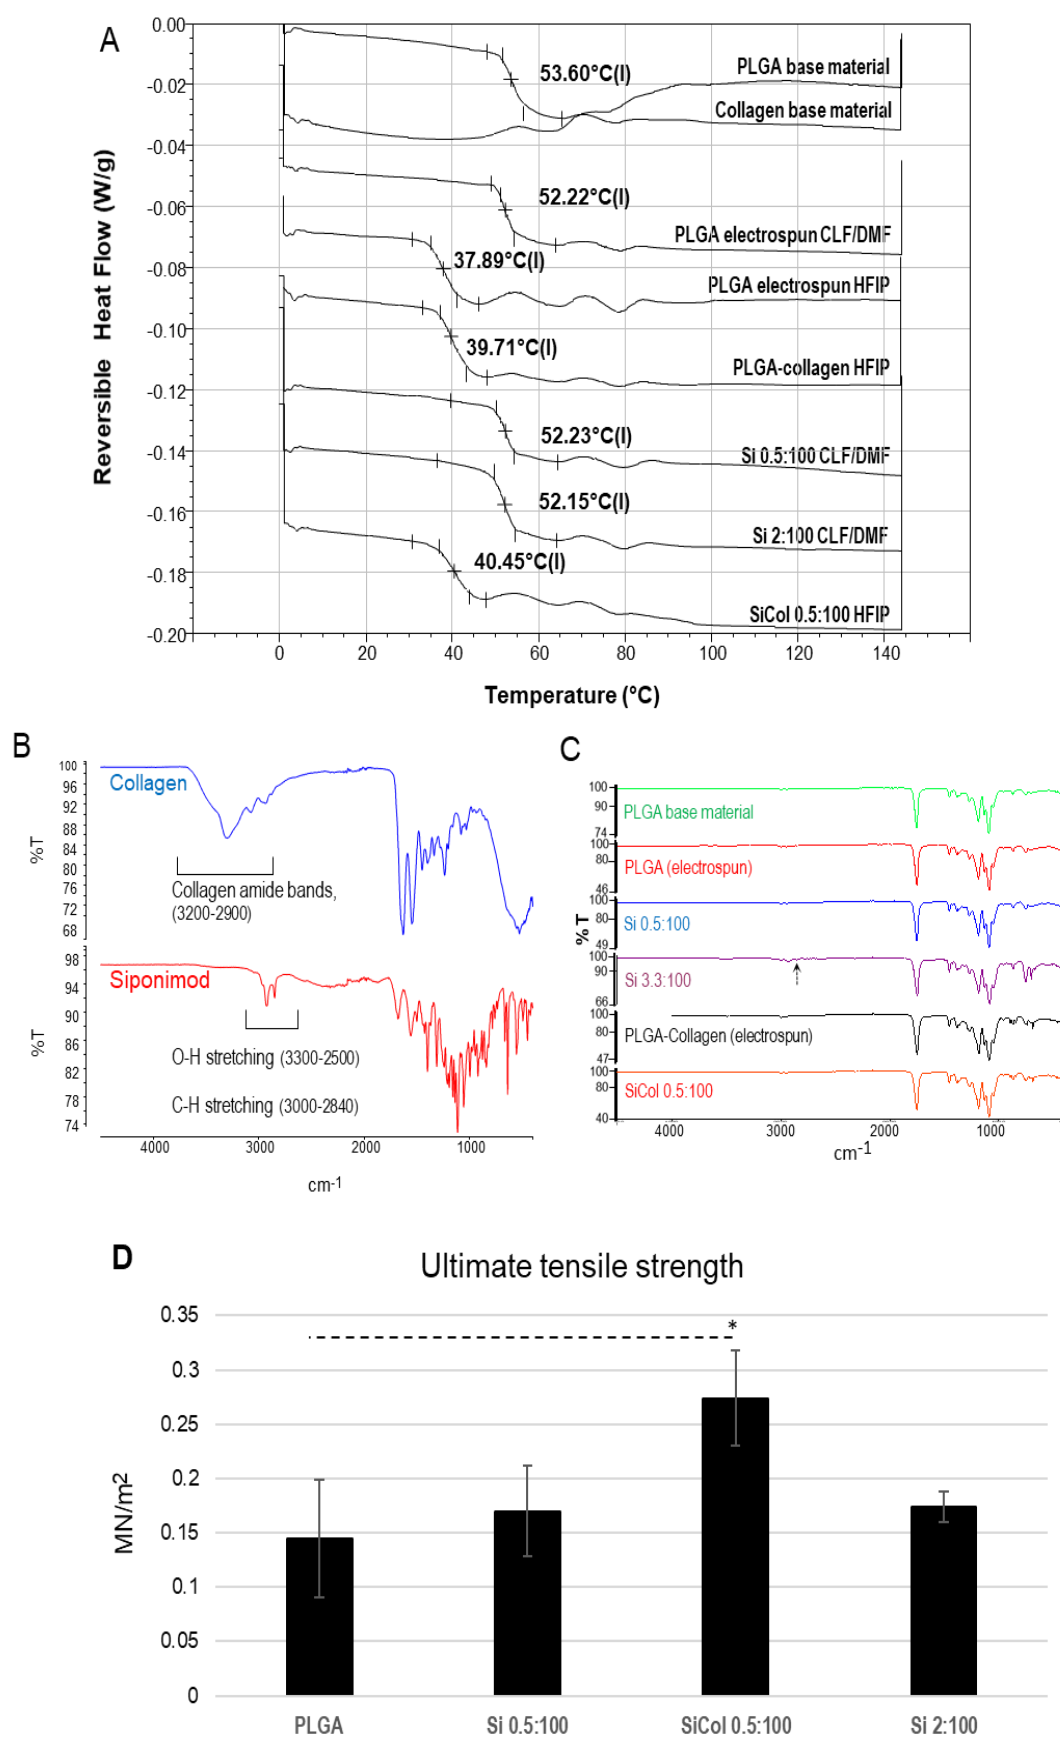 A
0.00
-0.02
-0.04
-0.06
-0.08
-0.10
-0.12
-0.14
-0.16
-0.18
-0.20
Reversible Heat Flow (W/g)
53.60°C(I)
PLGA base material
Collagen base material
52.22°C(I)
PLGA electrospun CLF/DMF
37.89°C(I)
PLGA electrospun HFIP
39.71°C(I)
PLGA-collagen HFIP
52.23°C(I)
Si 0.5:100 CLF/DMF
52.15°C(I)
Si 2:100 CLF/DMF
40.45°C(I)
SiCol 0.5:100 HFIP
0 20 40 60 80 100 120 140
Temperature (°C)
B
100
96
92
88
84
80
76
72
68
%T
Collagen
Collagen amide bands,
(3200-2900)
98
94
90
86
82
78
74
%T
Siponimod
O-H stretching (3300-2500)
C-H stretching (3000-2840)
4000 3000 2000 1000
cm-1
C
%T
100
90
74
PLGA base material
100
80
46
PLGA (electrospun)
100
80
49
Si 0.5:100
100
90
66
Si 3.3:100
100
80
47
PLGA-Collagen (electrospun)
100
80
40
SiCol 0.5:100
4000 3000 2000 1000
cm-1
D
Ultimate tensile strength
0.35
0.3
0.25
0.2
0.15
0.1
0.05
0
MN/m2
*
PLGA Si 0.5:100 SiCol 0.5:100 Si 2:100